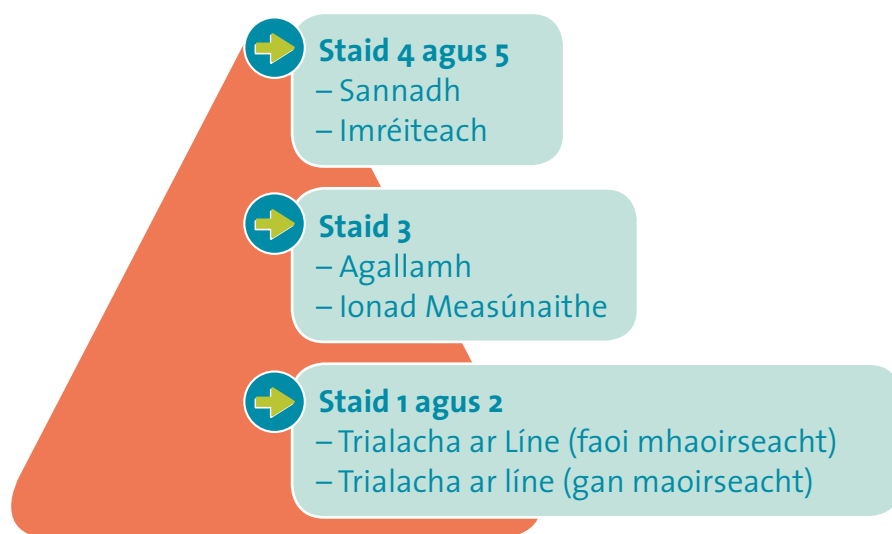 Staid 4 agus 5
– Sannadh
– Imréiteach
Staid 3
– Agallamh
– Ionad Measúnaithe
Staid 1 agus 2
– Trialacha ar Líne (faoi mhaoirseacht)
– Trialacha ar líne (gan maoirseacht)